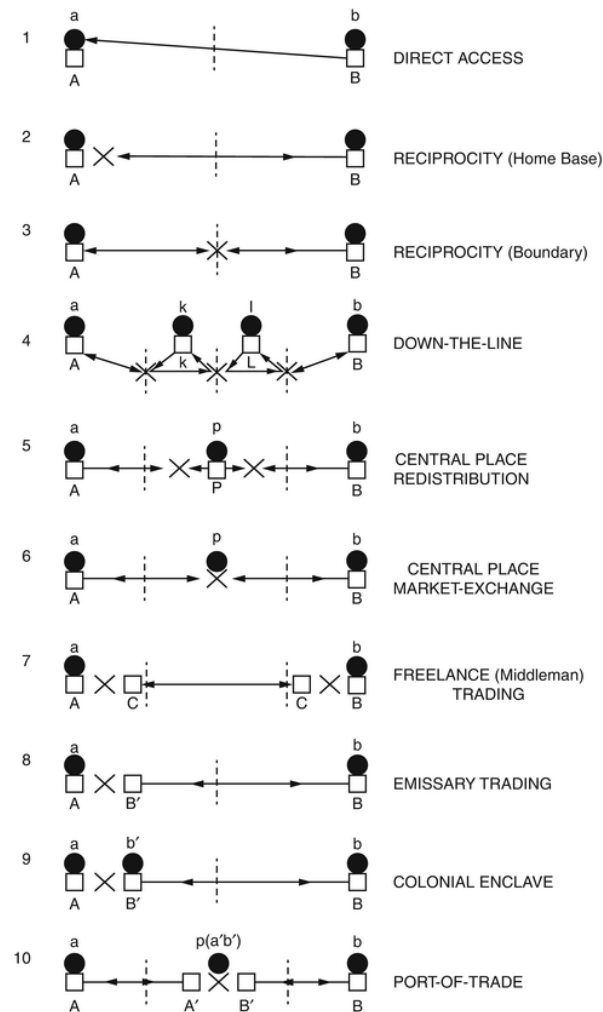 a b
1 DIRECT ACCESS
A B
2 RECIPROCITY (Home Base)
A B
3 RECIPROCITY (Boundary)
A B
a k l b
4 DOWN-THE-LINE
A k L B
a p b
5 CENTRAL PLACE
REDISTRIBUTION
A P B
a p b
6 CENTRAL PLACE
MARKET-EXCHANGE
A B
a b
7 FREELANCE (Middleman)
TRADING
A C C B
a b
8 EMISSARY TRADING
A B′ B
a b′ b
9 COLONIAL ENCLAVE
A B′ B
a p(a′b′) b
10 PORT-OF-TRADE
A A′ B′ B